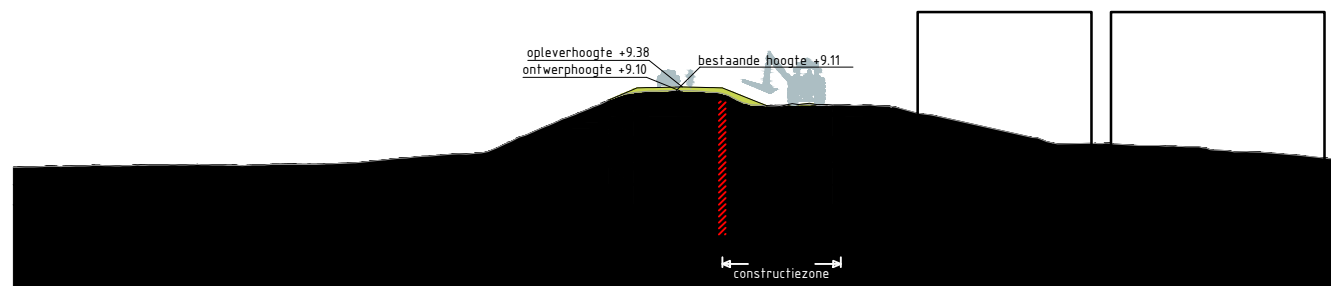 opleverhoogte +9.38
ontwerphoogte +9.10
bestaande hoogte +9.11
constructiezone